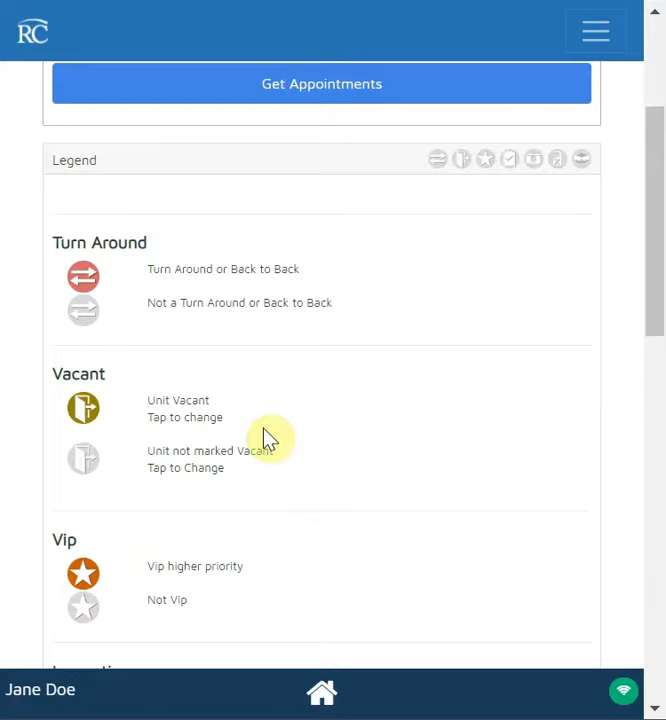 RC
Get Appointments
Legend
Turn Around
Turn Around or Back to Back
Not a Turn Around or Back to Back
Vacant
Unit Vacant
Tap to change
Unit not marked Vacant
Tap to Change
Vip
Vip higher priority
Not Vip
Jane Doe